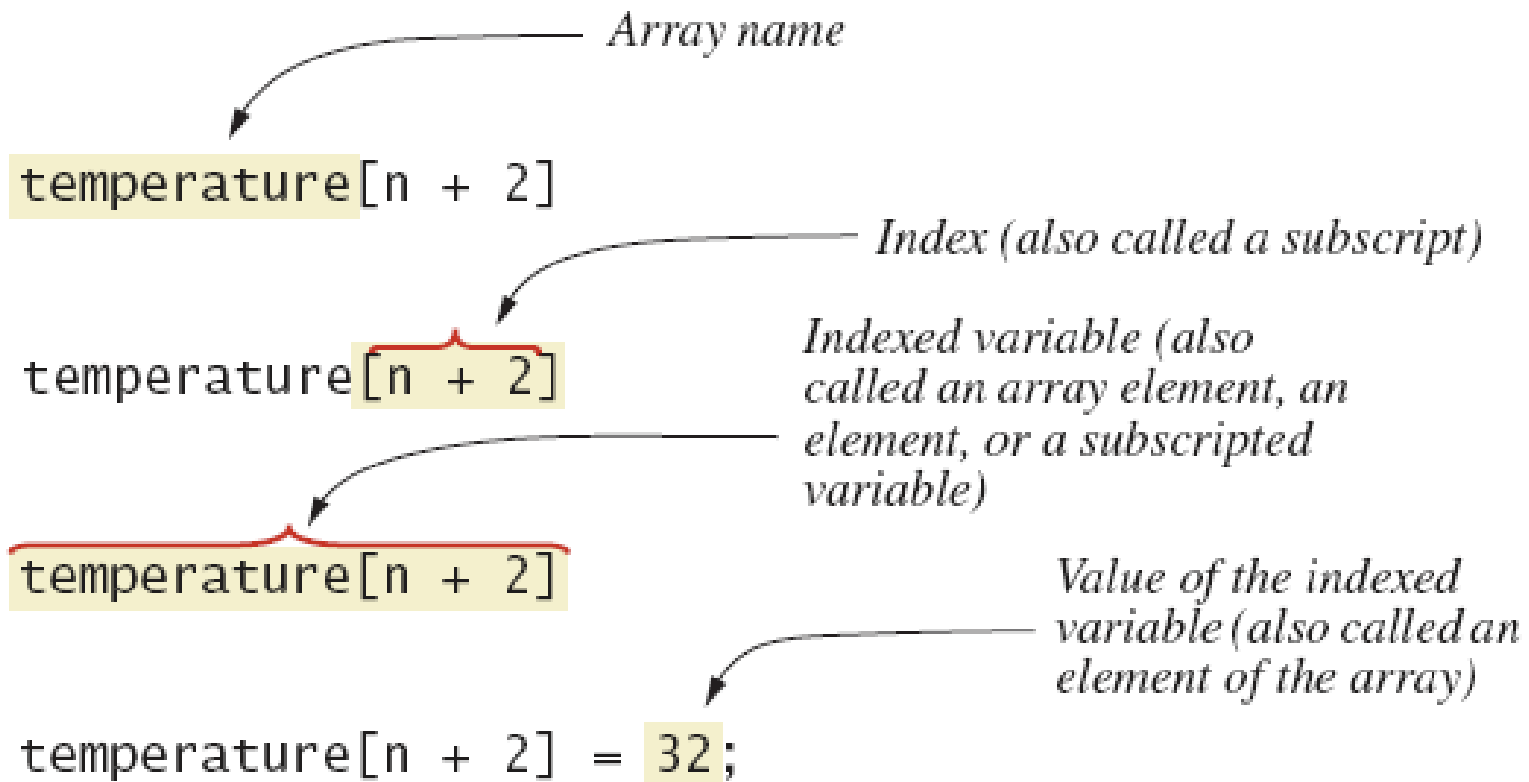 Array name
temperature[n + 2]
Index (also called a subscript)
temperature[n + 2]
Indexed variable (also
called an array element, an
element, or a subscripted
variable)
temperature[n + 2]
Value of the indexed
variable (also called an
element of the array)
temperature[n + 2] = 32;